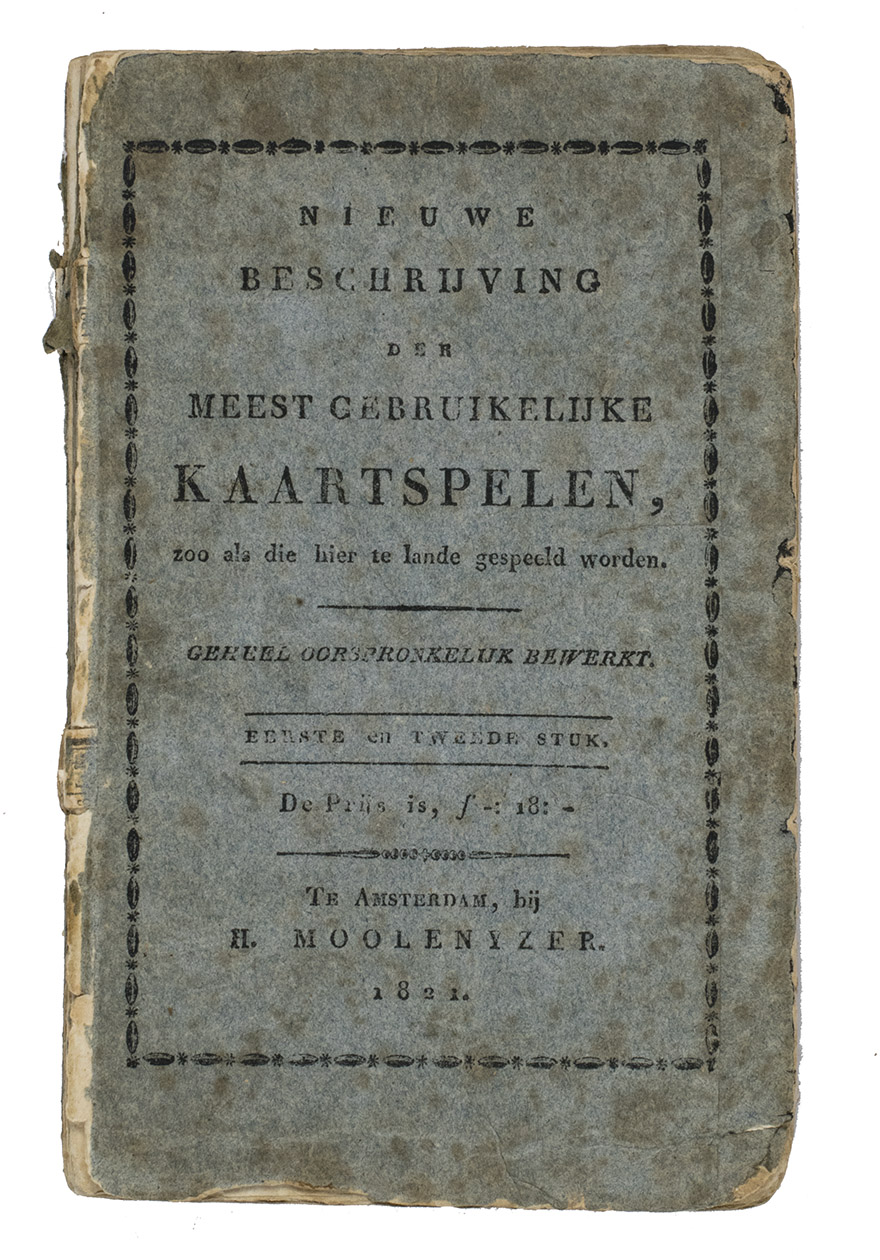 NIEUWE
BESCHRIJVING
DER
MEEST GEBRUIKELIJKE
KAARTSPELEN,
zoo als die hier te lande gespeeld worden.
GEHEEL OORSPRONKELIJK BEWERKT.
EERSTE en TWEEDE STUK.
De Prijs is, ƒ -: 18: -
TE AMSTERDAM, bij
H. MOOLENYZER.
1821.